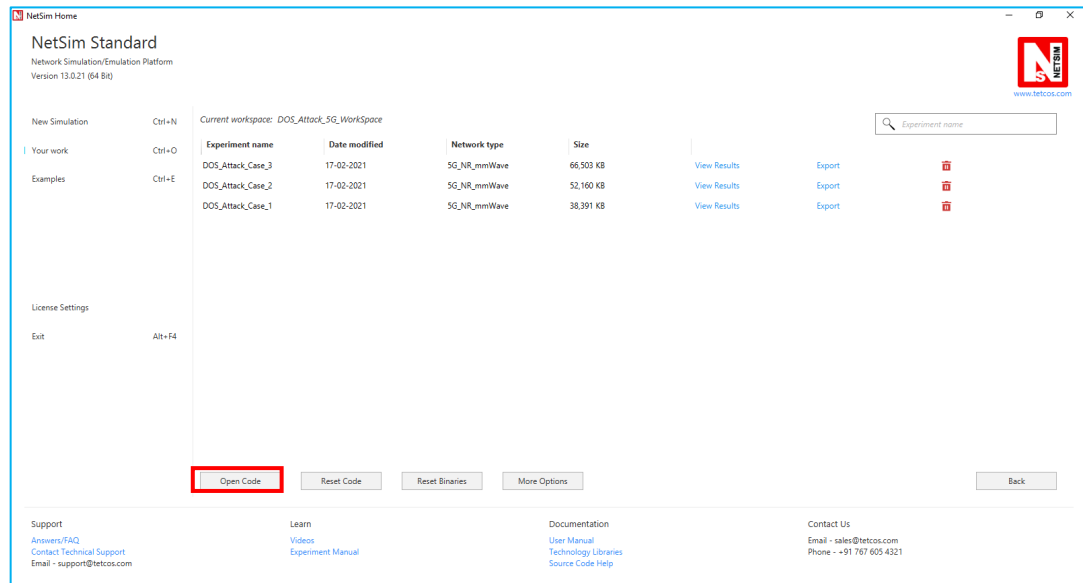 NetSim Home
NetSim Standard
Network Simulation/Emulation Platform
Version 13.0.21 (64 Bit)
NETSIM
www.tetcos.com
New Simulation Ctrl+N
Your work Ctrl+O
Examples Ctrl+E
License Settings
Exit Alt+F4
Current workspace: DOS_Attack_5G_WorkSpace
Experiment name
Experiment name Date modified Network type Size
DOS_Attack_Case_3 17-02-2021 5G_NR_mmWave 66,503 KB View Results Export
DOS_Attack_Case_2 17-02-2021 5G_NR_mmWave 52,160 KB View Results Export
DOS_Attack_Case_1 17-02-2021 5G_NR_mmWave 38,391 KB View Results Export
Open Code Reset Code Reset Binaries More Options Back
Support
Answers/FAQ
Contact Technical Support
Email - support@tetcos.com
Learn
Videos
Experiment Manual
Documentation
User Manual
Technology Libraries
Source Code Help
Contact Us
Email - sales@tetcos.com
Phone - +91 767 605 4321